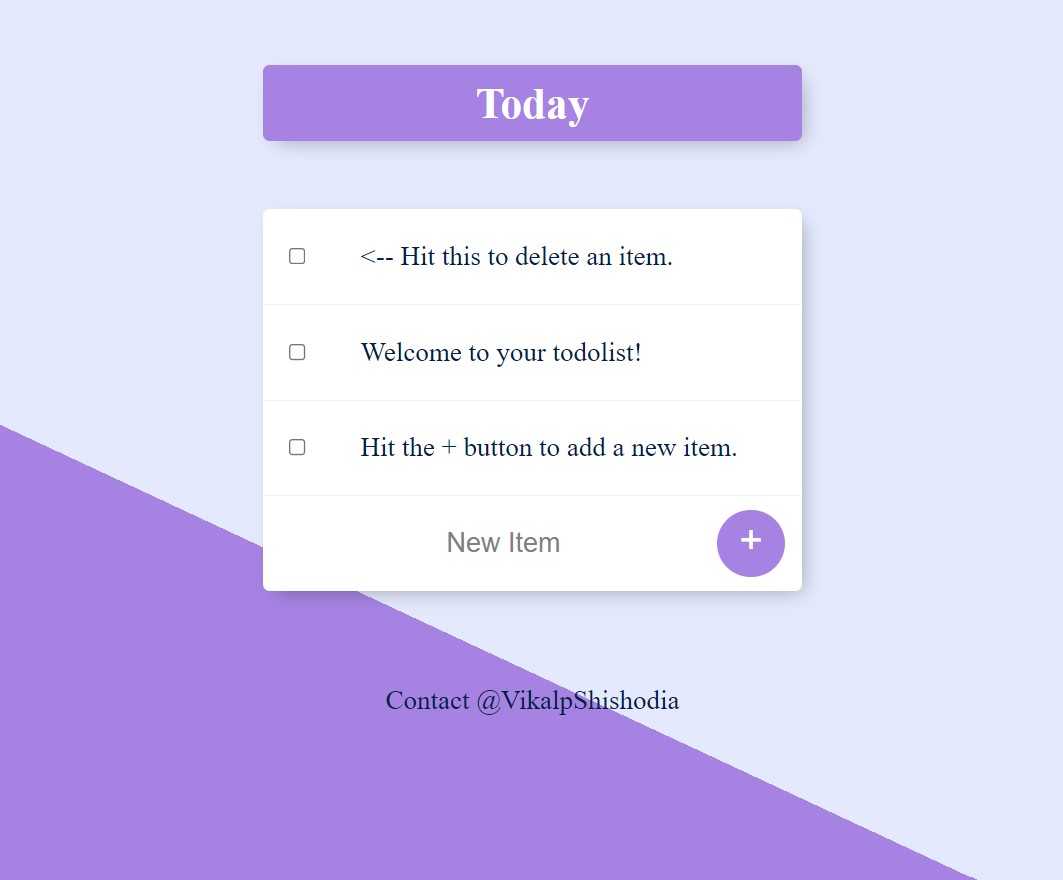 Today
<-- Hit this to delete an item.
Welcome to your todolist!
Hit the + button to add a new item.
New Item +
Contact @VikalpShishodia